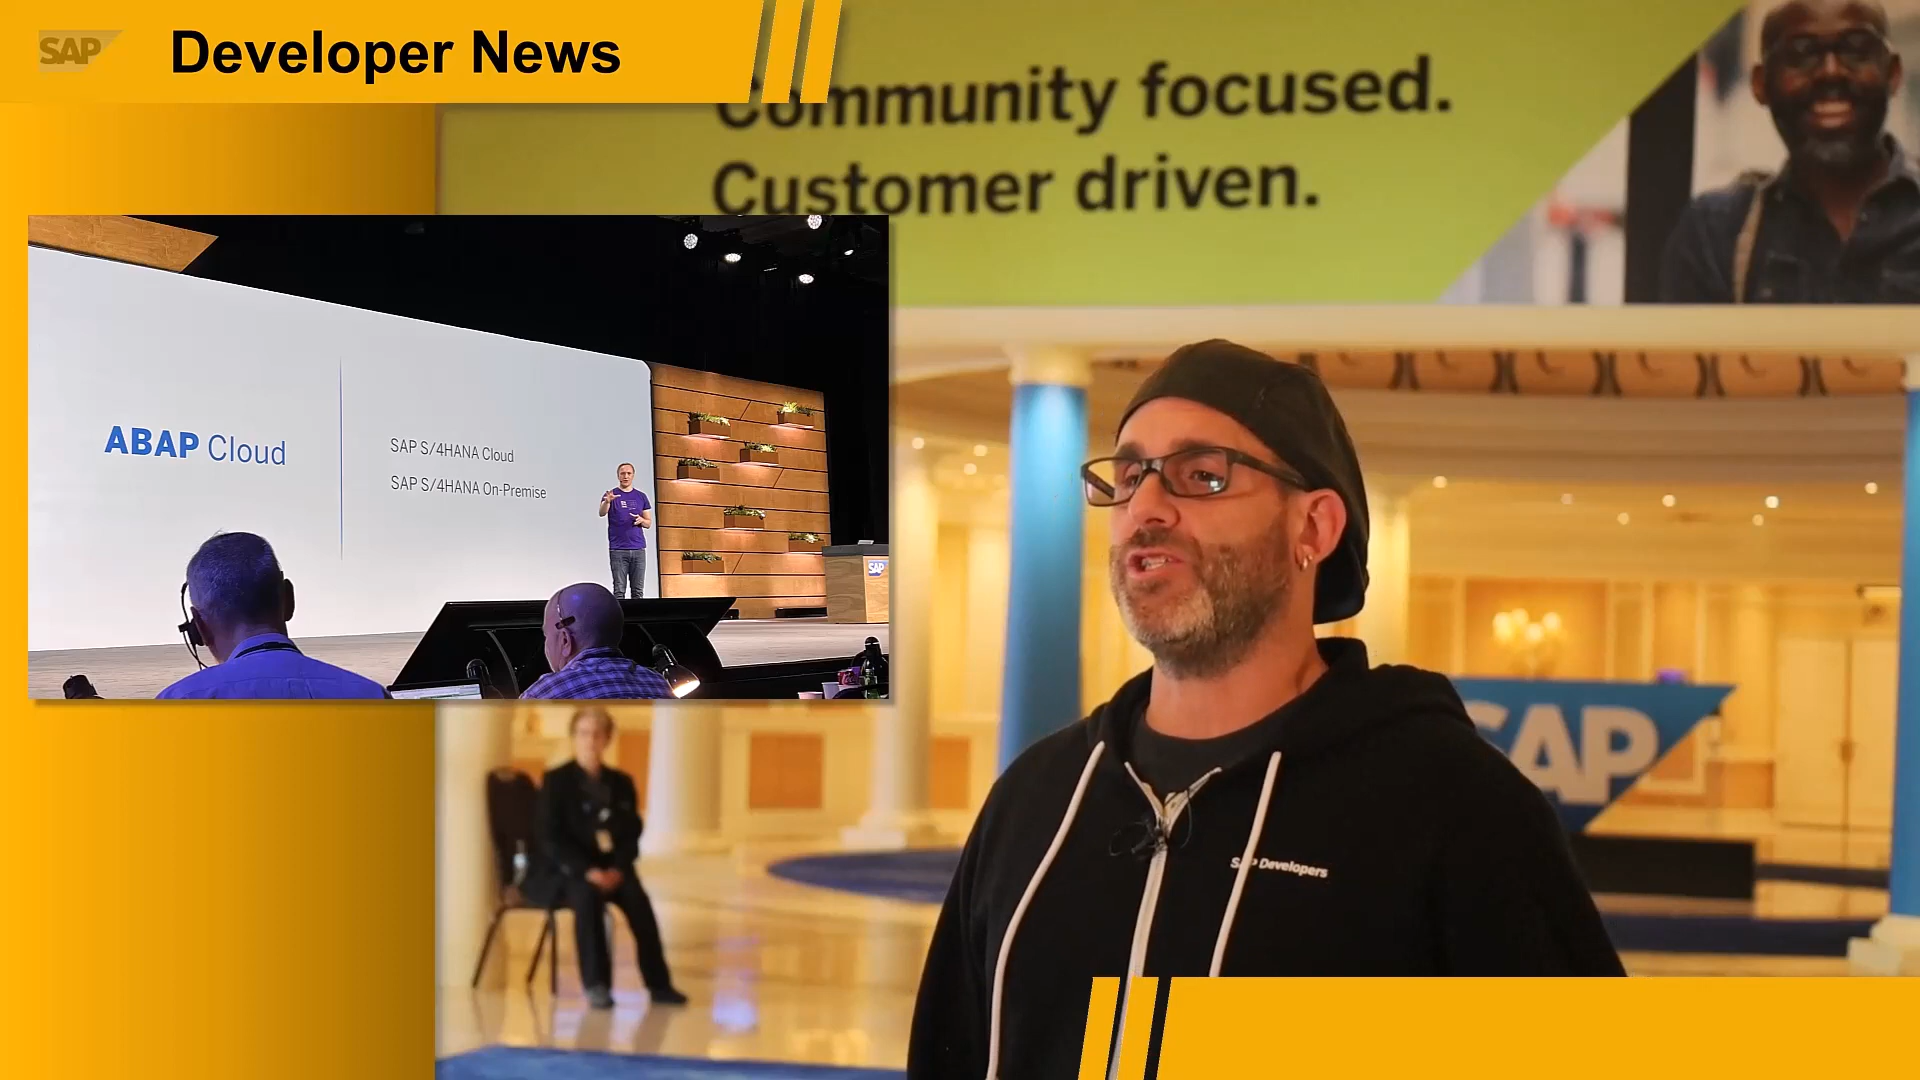 SAP
Developer News
Community focused.
Customer driven.
ABAP Cloud
SAP S/4HANA Cloud
SAP S/4HANA On-Premise
SAP
SAP
SAP Developers